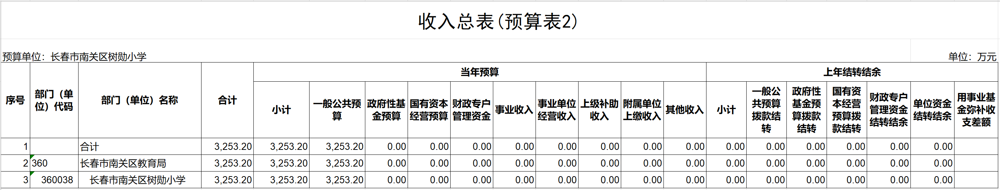 收入总表(预算表2)
预算单位：长春市南关区树勋小学 单位：万元
序号 部门（单位）代码 部门（单位）名称 合计 当年预算 上年结转结余
小计 一般公共预算 政府性基金预算 国有资本经营预算 财政专户管理资金 事业收入 事业单位经营收入 上级补助收入 附属单位上缴收入 其他收入 小计 一般公共预算拨款结转 政府性基金预算拨款结转 国有资本经营预算拨款结转 财政专户管理资金结转结余 单位资金结转结余 用事业基金弥补收支差额
1 合计 3,253.20 3,253.20 3,253.20 0.00 0.00 0.00 0.00 0.00 0.00 0.00 0.00 0.00 0.00 0.00 0.00 0.00 0.00
2 360 长春市南关区教育局 3,253.20 3,253.20 3,253.20 0.00 0.00 0.00 0.00 0.00 0.00 0.00 0.00 0.00 0.00 0.00 0.00 0.00 0.00
3 360038 长春市南关区树勋小学 3,253.20 3,253.20 3,253.20 0.00 0.00 0.00 0.00 0.00 0.00 0.00 0.00 0.00 0.00 0.00 0.00 0.00 0.00